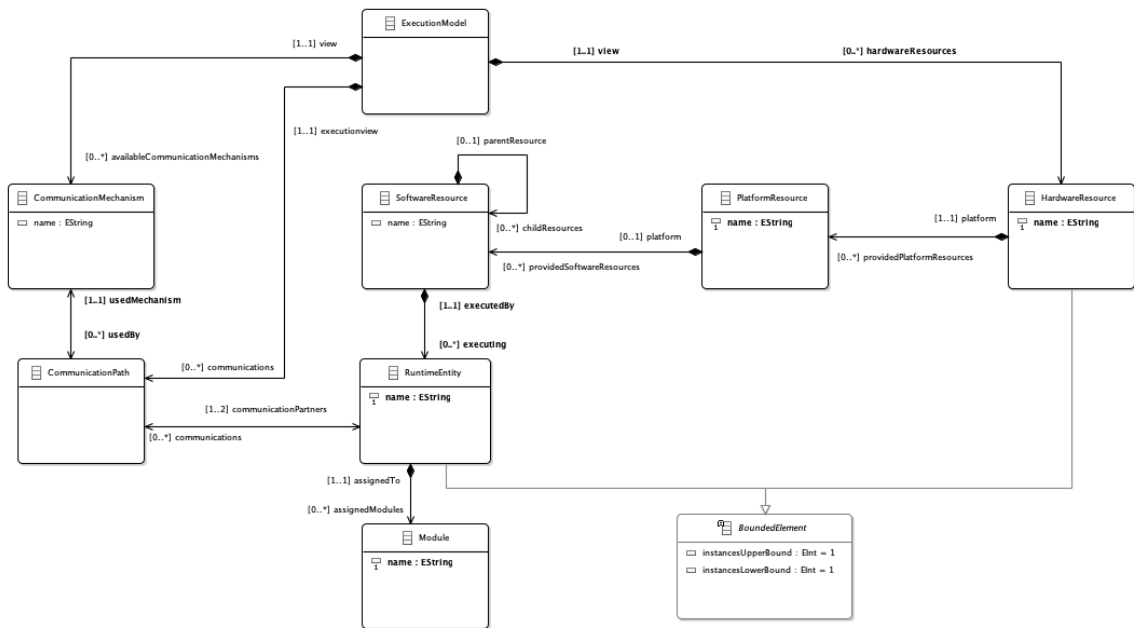 ExecutionModel
[1..1] view
[1..1] view
[0..*] hardwareResources
[1..1] executionview
[0..1] parentResource
[0..*] availableCommunicationMechanisms
CommunicationMechanism
name : EString
SoftwareResource
name : EString
PlatformResource
name : EString
HardwareResource
name : EString
[0..*] childResources
[0..1] platform
[1..1] platform
[0..*] providedSoftwareResources
[0..*] providedPlatformResources
[1..1] usedMechanism
[1..1] executedBy
[0..*] usedBy
[0..*] executing
CommunicationPath
[0..*] communications
RuntimeEntity
name : EString
[1..2] communicationPartners
[0..*] communications
[1..1] assignedTo
[0..*] assignedModules
Module
name : EString
BoundedElement
instancesUpperBound : EInt = 1
instancesLowerBound : EInt = 1